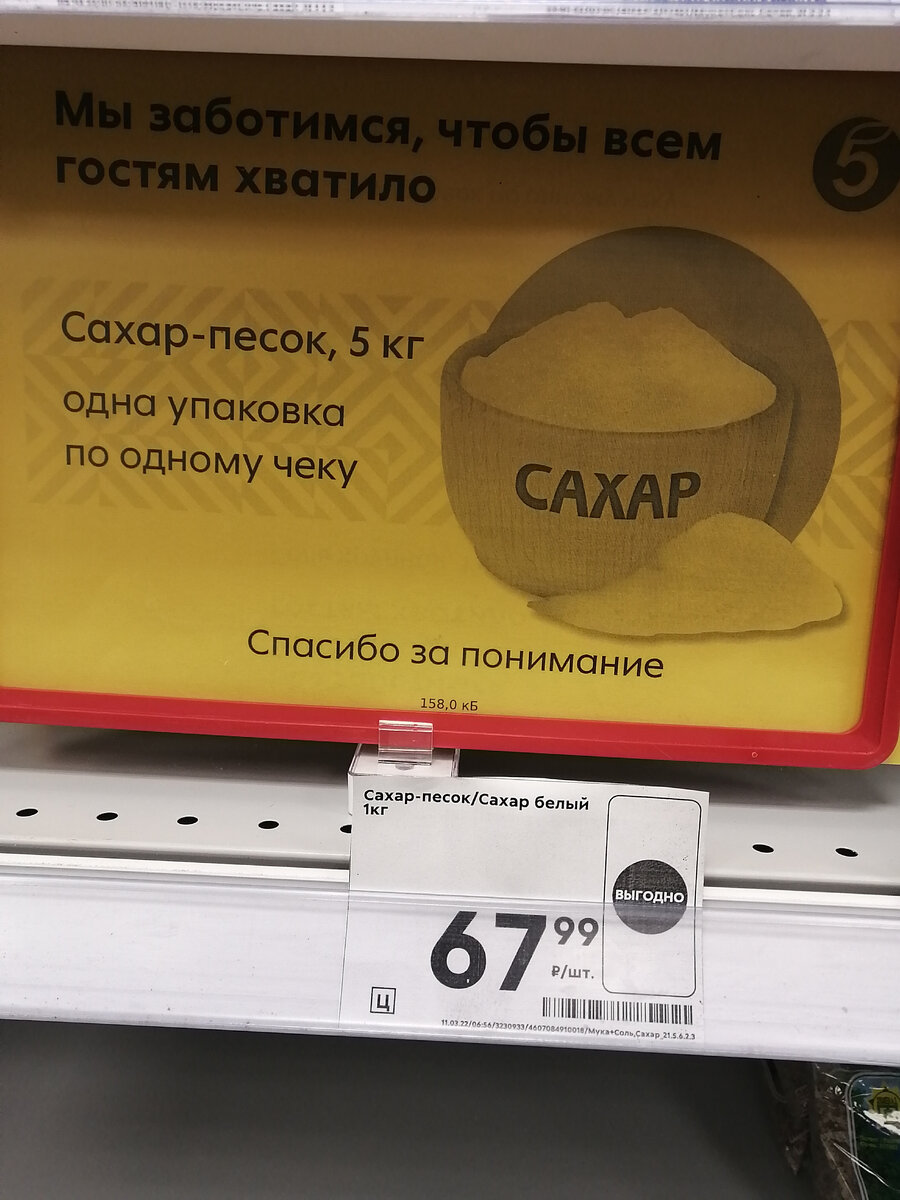 Мы заботимся, чтобы всем
гостям хватило
5
Сахар-песок, 5 кг
одна упаковка
по одному чеку
САХАР
Спасибо за понимание
158,0 кБ
Сахар-песок/Сахар белый
1кг
ВЫГОДНО
67 99
₽/шт.
Ц
11.03.22/06:56/3230933/4607084910018/Мука+Соль,Сахар_21.5.6.2.3